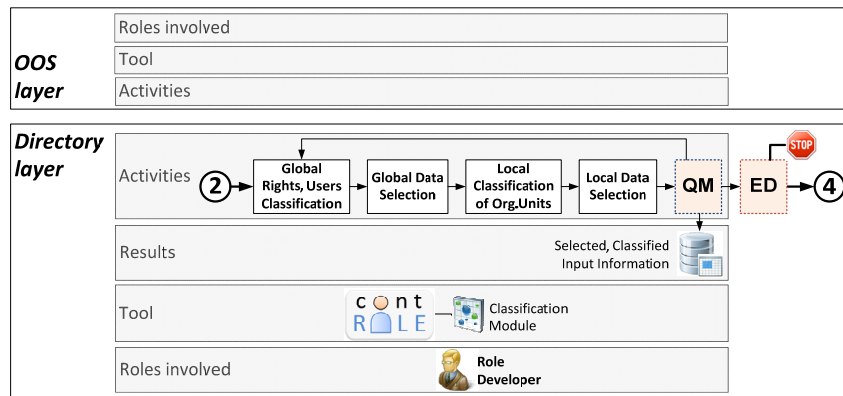 OOS
layer
Roles involved
Tool
Activities
Directory
layer
Activities
2
Global
Rights, Users
Classification
Global Data
Selection
Local
Classification
of Org.Units
Local Data
Selection
QM
ED
STOP
4
Results
Selected, Classified
Input Information
Tool
cont
ROLE
Classification
Module
Roles involved
Role
Developer